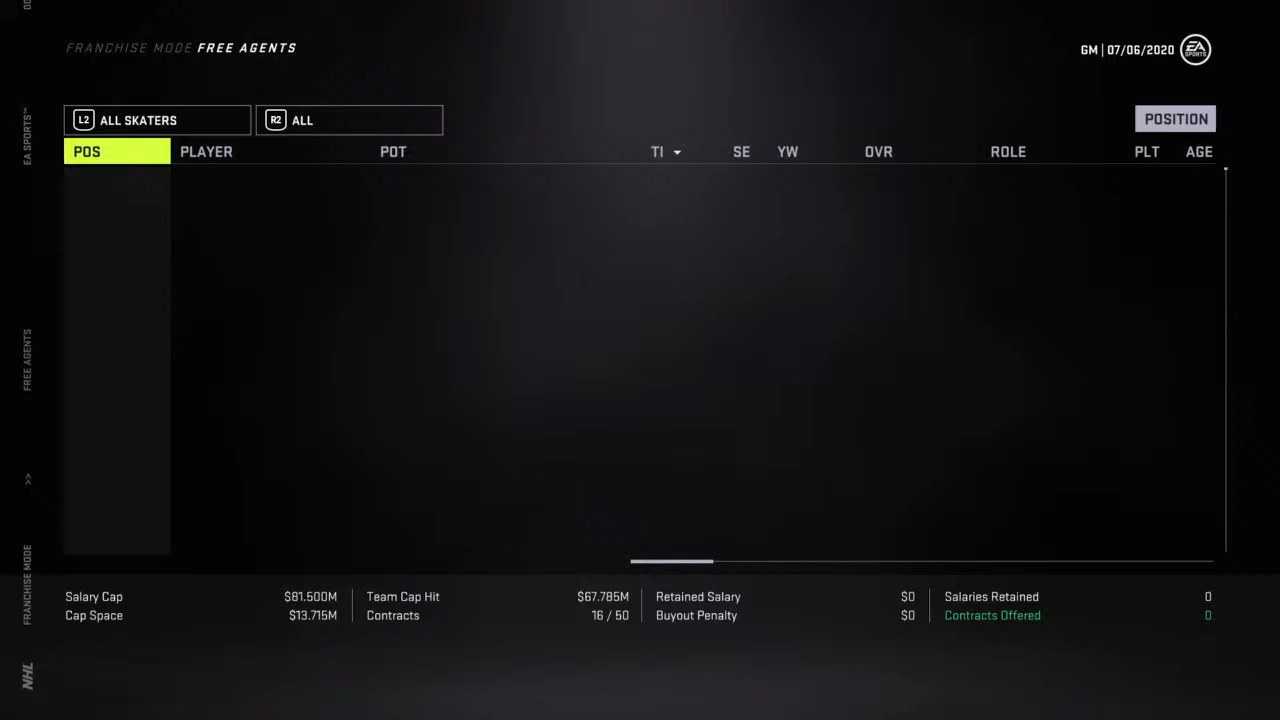 FRANCHISE MODE FREE AGENTS
GM | 07/06/2020 EA SPORTS
L2 ALL SKATERS R2 ALL POSITION
POS PLAYER POT TI SE YW OVR ROLE PLT AGE
Salary Cap $81.500M Team Cap Hit $67.785M Retained Salary $0 Salaries Retained 0
Cap Space $13.715M Contracts 16 / 50 Buyout Penalty $0 Contracts Offered 0
NHL FRANCHISE MODE >> FREE AGENTS EA SPORTS™